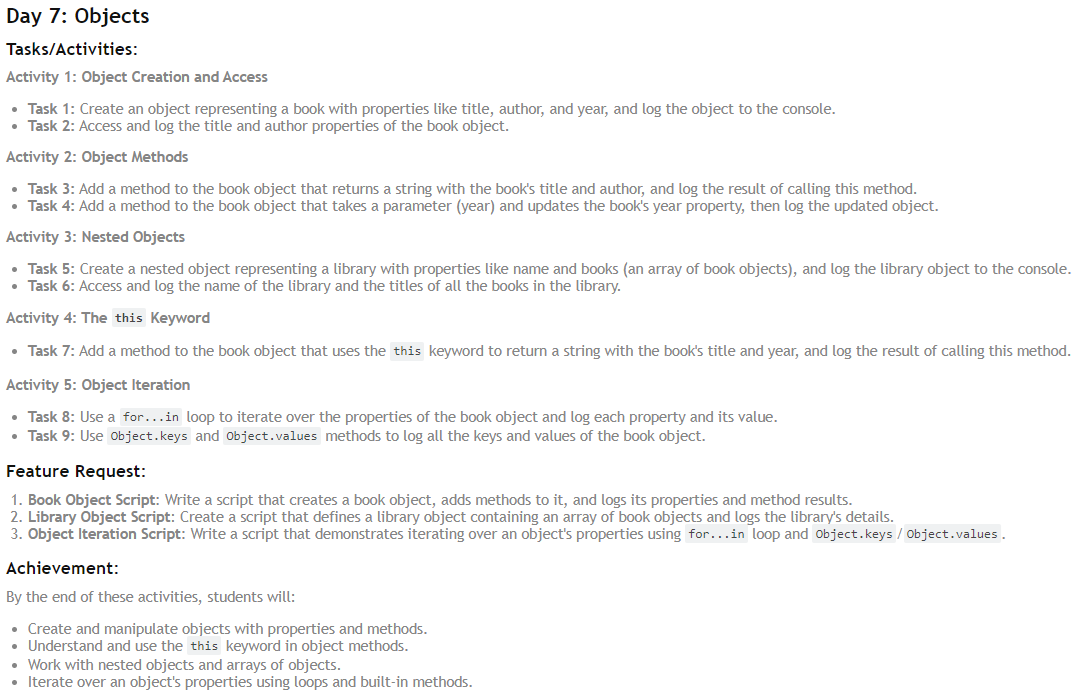 Day 7: Objects
Tasks/Activities:
Activity 1: Object Creation and Access
• Task 1: Create an object representing a book with properties like title, author, and year, and log the object to the console.
• Task 2: Access and log the title and author properties of the book object.
Activity 2: Object Methods
• Task 3: Add a method to the book object that returns a string with the book's title and author, and log the result of calling this method.
• Task 4: Add a method to the book object that takes a parameter (year) and updates the book's year property, then log the updated object.
Activity 3: Nested Objects
• Task 5: Create a nested object representing a library with properties like name and books (an array of book objects), and log the library object to the console.
• Task 6: Access and log the name of the library and the titles of all the books in the library.
Activity 4: The this Keyword
• Task 7: Add a method to the book object that uses the this keyword to return a string with the book's title and year, and log the result of calling this method.
Activity 5: Object Iteration
• Task 8: Use a for...in loop to iterate over the properties of the book object and log each property and its value.
• Task 9: Use Object.keys and Object.values methods to log all the keys and values of the book object.
Feature Request:
1. Book Object Script: Write a script that creates a book object, adds methods to it, and logs its properties and method results.
2. Library Object Script: Create a script that defines a library object containing an array of book objects and logs the library's details.
3. Object Iteration Script: Write a script that demonstrates iterating over an object's properties using for...in loop and Object.keys / Object.values.
Achievement:
By the end of these activities, students will:
• Create and manipulate objects with properties and methods.
• Understand and use the this keyword in object methods.
• Work with nested objects and arrays of objects.
• Iterate over an object's properties using loops and built-in methods.